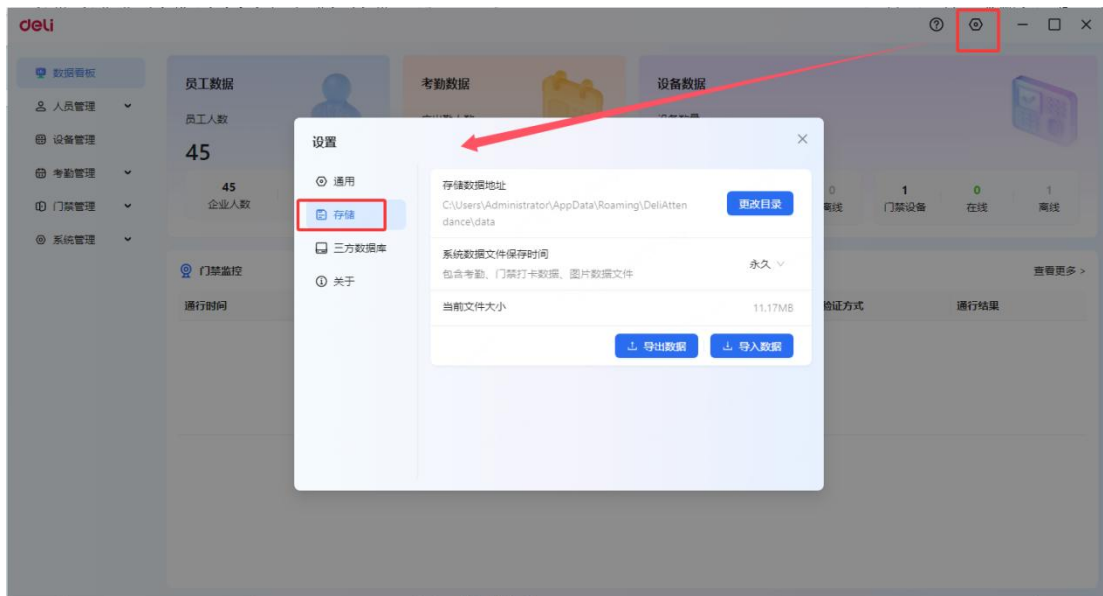 deli
数据看板
人员管理
设备管理
考勤管理
门禁管理
系统管理
员工数据
员工人数
45
45
企业人数
考勤数据
设备数据
设备数量
0
离线
1
门禁设备
0
在线
1
离线
门禁监控
查看更多 >
通行时间
验证方式
通行结果
设置
通用
存储
三方数据库
关于
存储数据地址
C:\Users\Administrator\AppData\Roaming\DeliAtten
dance\data
更改目录
系统数据文件保存时间
包含考勤、门禁打卡数据、图片数据文件
永久
当前文件大小
11.17MB
导出数据
导入数据